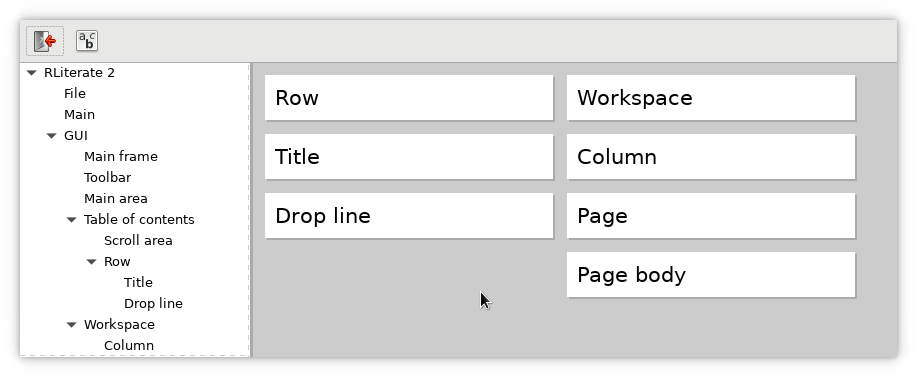 a c
b
RLiterate 2
File
Main
GUI
Main frame
Toolbar
Main area
Table of contents
Scroll area
Row
Title
Drop line
Workspace
Column
Row
Title
Drop line
Workspace
Column
Page
Page body